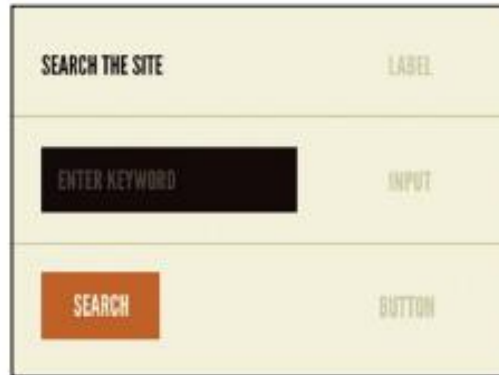 SEARCH THE SITE LABEL
ENTER KEYWORD INPUT
SEARCH BUTTON